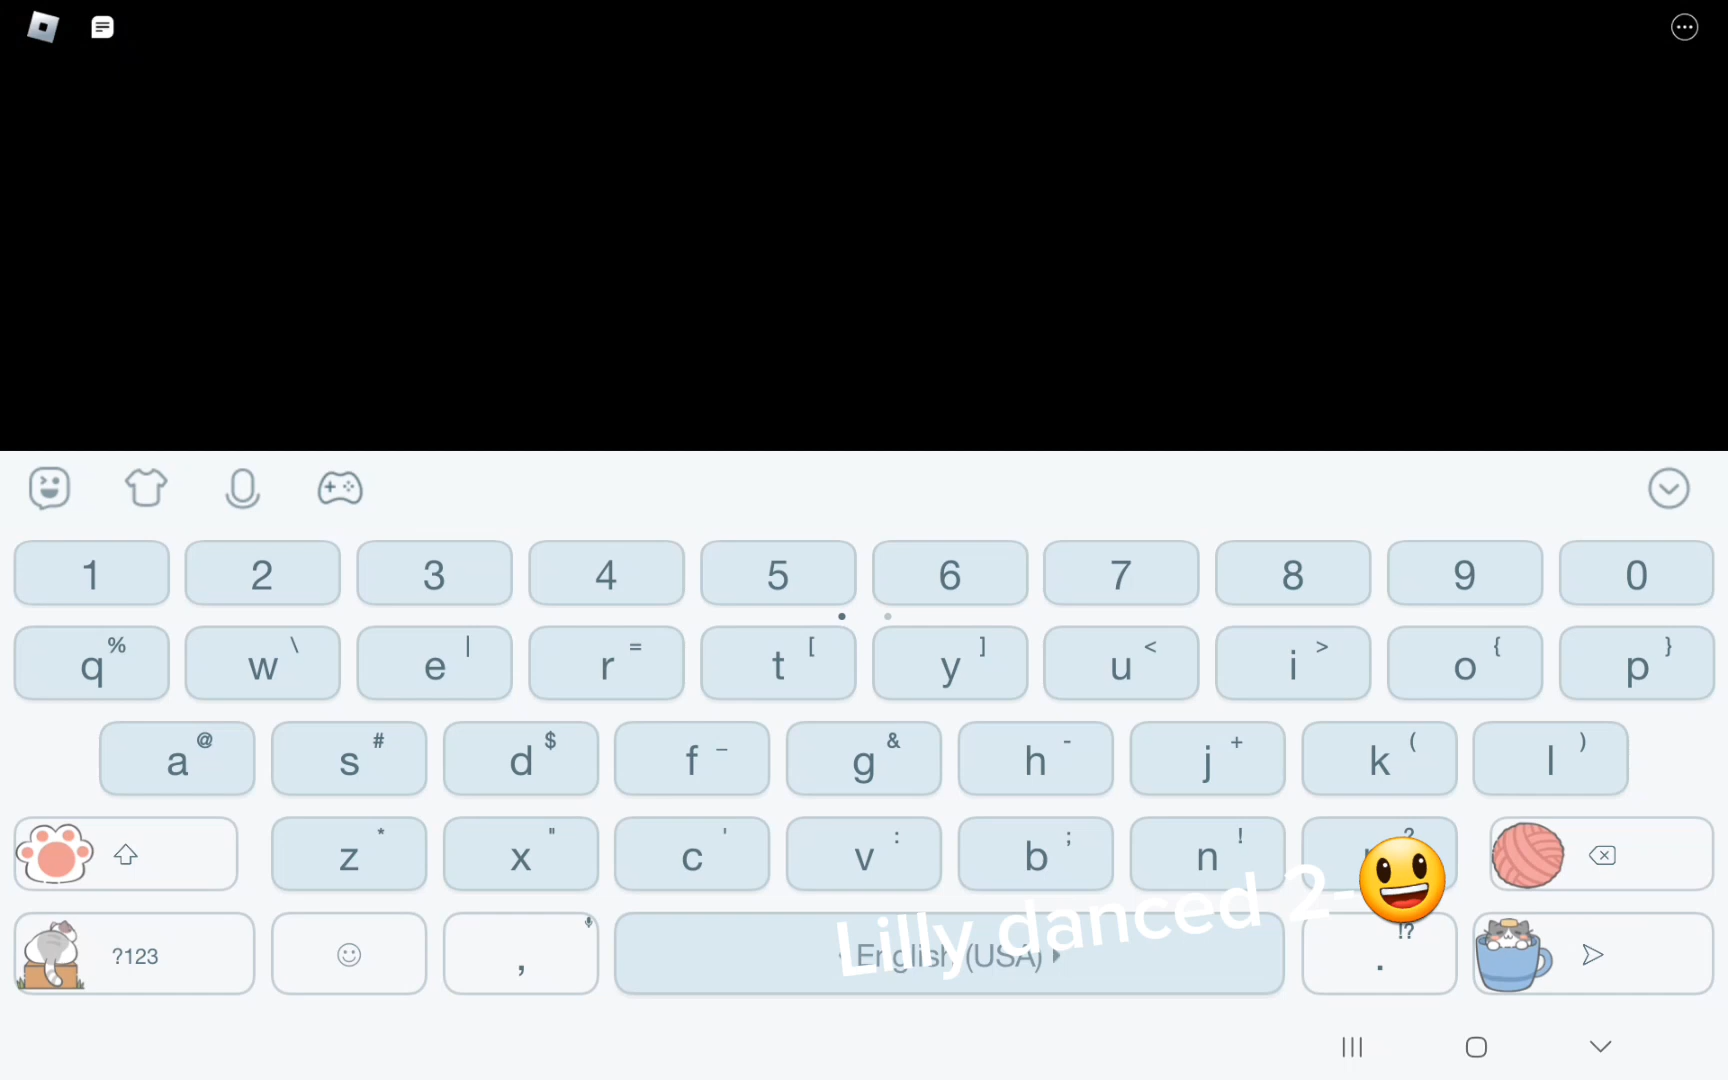 1 2 3 4 5 6 7 8 9 0
% \ | = [ ] < > { }
q w e r t y u i o p
@ # $ _ & - + ( )
a s d f g h j k l
* " ' : ; ! ?
z x c v b n
Lilly danced 2-😃
?123 , English (USA) . !?